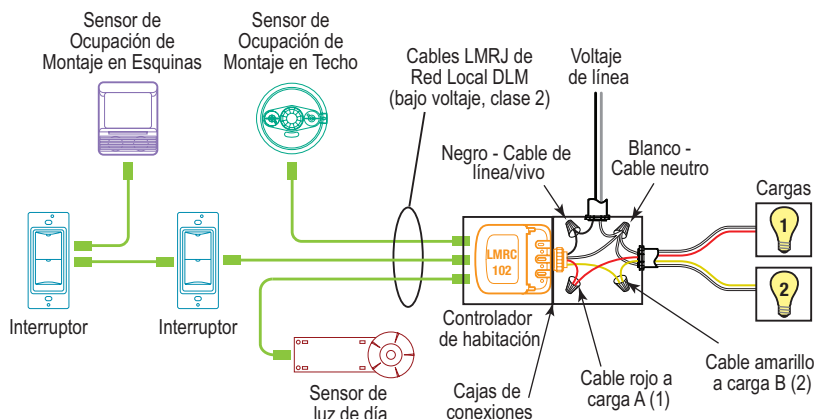 Sensor de
Ocupación de
Montaje en Esquinas
Sensor de
Ocupación de
Montaje en Techo
Cables LMRJ de
Red Local DLM
(bajo voltaje, clase 2)
Voltaje
de línea
Negro - Cable de
línea/vivo
Blanco -
Cable neutro
Cargas
1
2
LMRC
102
Interruptor
Interruptor
Controlador
de habitación
Sensor de
luz de día
Cajas de
conexiones
Cable rojo a
carga A (1)
Cable amarillo
a carga B (2)